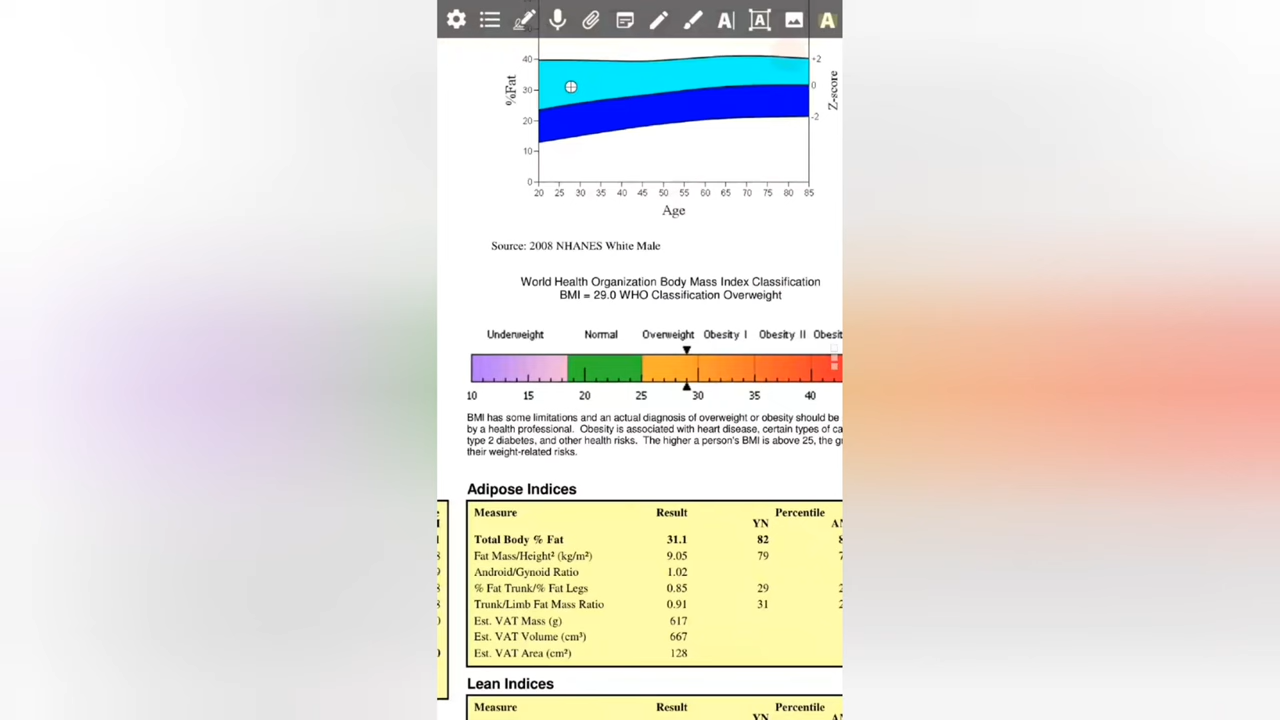 A
A
A
40
30
20
10
0
%Fat
+2
0
-2
Z-score
20 25 30 35 40 45 50 55 60 65 70 75 80 85
Age
Source: 2008 NHANES White Male
World Health Organization Body Mass Index Classification
BMI = 29.0 WHO Classification Overweight
Underweight Normal Overweight Obesity I Obesity II Obesit
10 15 20 25 30 35 40
BMI has some limitations and an actual diagnosis of overweight or obesity should be
by a health professional. Obesity is associated with heart disease, certain types of ca
type 2 diabetes, and other health risks. The higher a person's BMI is above 25, the g
their weight-related risks.
Adipose Indices
Measure Result Percentile
YN
Total Body % Fat 31.1 82
Fat Mass/Height² (kg/m²) 9.05 79
Android/Gynoid Ratio 1.02
% Fat Trunk/% Fat Legs 0.85 29
Trunk/Limb Fat Mass Ratio 0.91 31
Est. VAT Mass (g) 617
Est. VAT Volume (cm³) 667
Est. VAT Area (cm²) 128
Lean Indices
Measure Result Percentile
YN